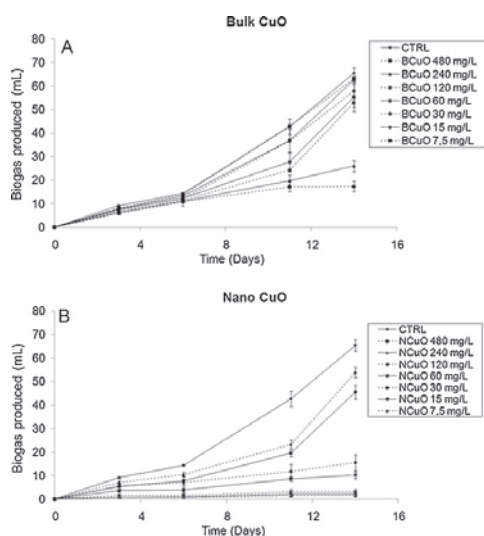 Bulk CuO
A
80
70
60
50
40
30
20
10
0
Biogas produced (mL)
0 4 8 12 16
Time (Days)
CTRL
BCuO 480 mg/L
BCuO 240 mg/L
BCuO 120 mg/L
BCuO 60 mg/L
BCuO 30 mg/L
BCuO 15 mg/L
BCuO 7,5 mg/L
Nano CuO
B
80
70
60
50
40
30
20
10
0
Biogas produced (mL)
0 4 8 12 16
Time (Days)
CTRL
NCuO 480 mg/L
NCuO 240 mg/L
NCuO 120 mg/L
NCuO 60 mg/L
NCuO 30 mg/L
NCuO 15 mg/L
NCuO 7,5 mg/L